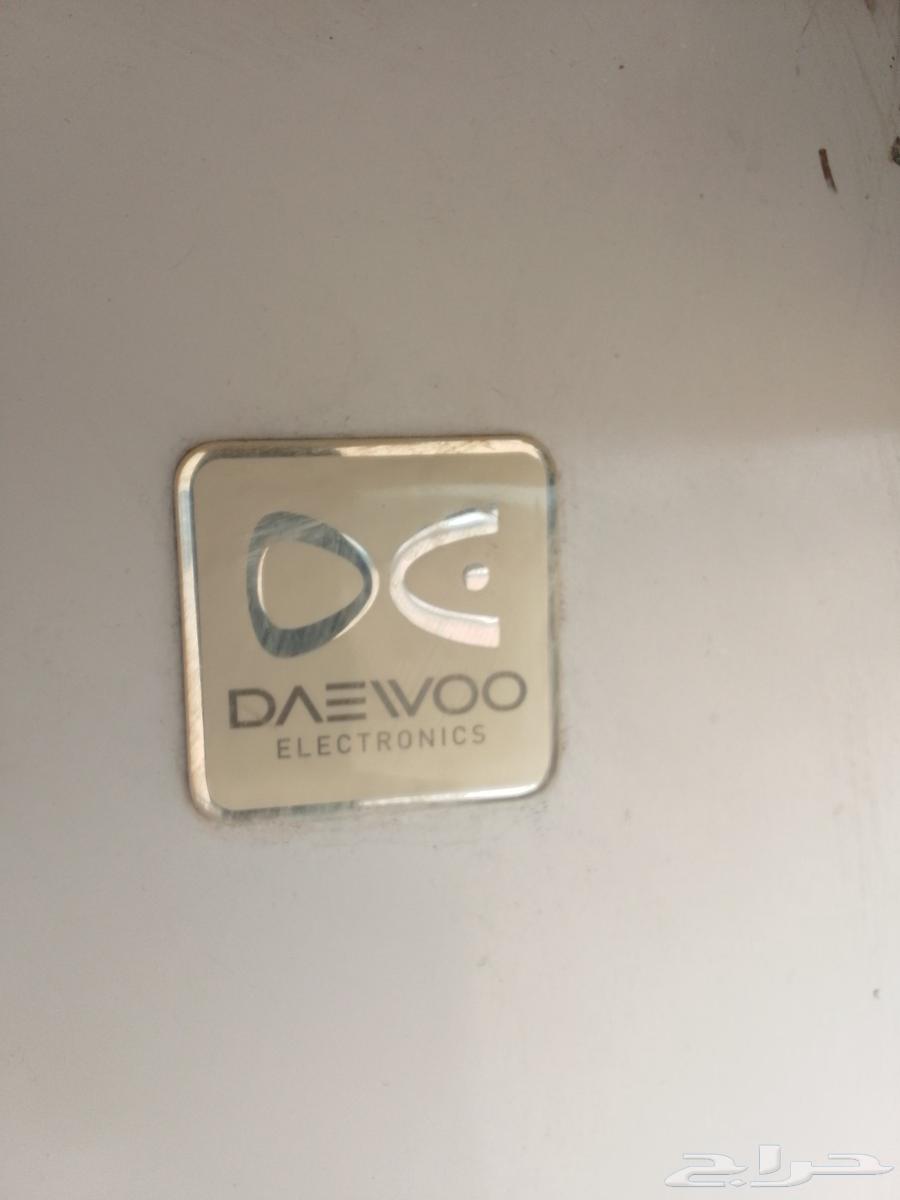 DAEWOO
ELECTRONICS
حراج